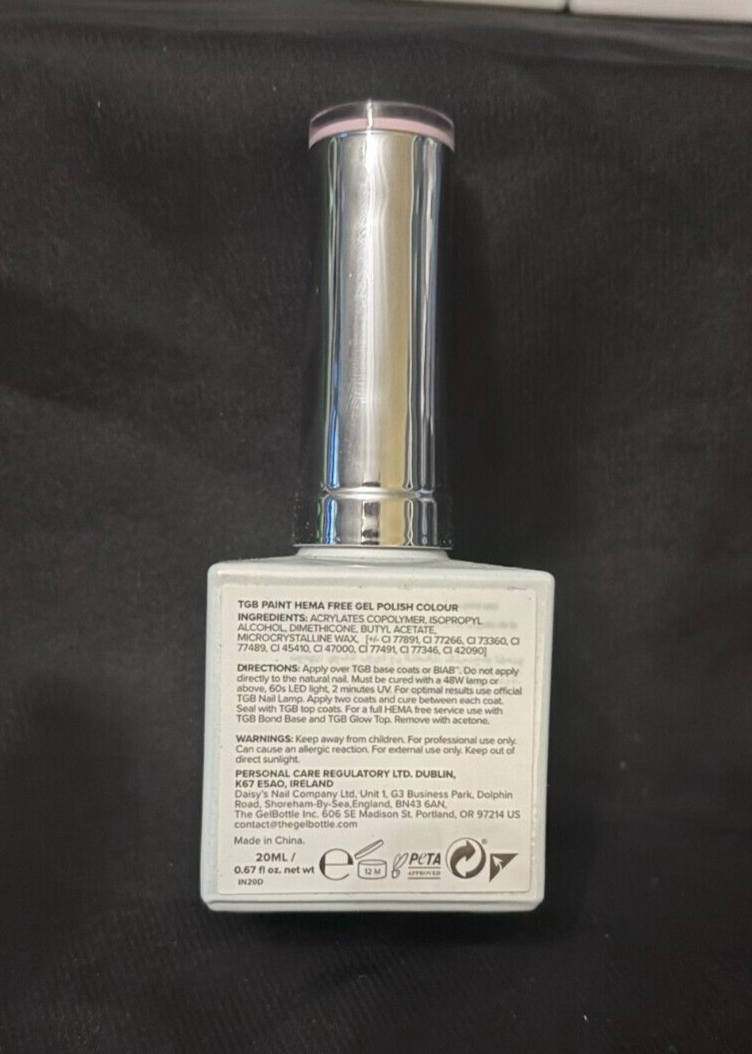 TGB PAINT HEMA FREE GEL POLISH COLOUR
INGREDIENTS: ACRYLATES COPOLYMER, ISOPROPYL
ALCOHOL, DIMETHICONE, BUTYL ACETATE,
MICROCRYSTALLINE WAX, [+/- CI 77891, CI 77266, CI 73360, CI
77489, CI 45410, CI 47000, CI 77491, CI 77346, CI 42090]
DIRECTIONS: Apply over TGB base coats or BIAB™. Do not apply
directly to the natural nail. Must be cured with a 48W lamp or
above, 60s LED light, 2 minutes UV. For optimal results use official
TGB Nail Lamp. Apply two coats and cure between each coat.
Seal with TGB top coats. For a full HEMA free service use with
TGB Bond Base and TGB Glow Top. Remove with acetone.
WARNINGS: Keep away from children. For professional use only.
Can cause an allergic reaction. For external use only. Keep out of
direct sunlight.
PERSONAL CARE REGULATORY LTD. DUBLIN,
K67 E5AO, IRELAND
Daisy's Nail Company Ltd, Unit 1, G3 Business Park, Dolphin
Road, Shoreham-By-Sea,England, BN43 6AN,
The GelBottle Inc. 606 SE Madison St. Portland, OR 97214 US
contact@thegelbottle.com
Made in China.
20ML /
0.67 fl oz. net wt
IN20D
e
12 M
PETA
APPROVED